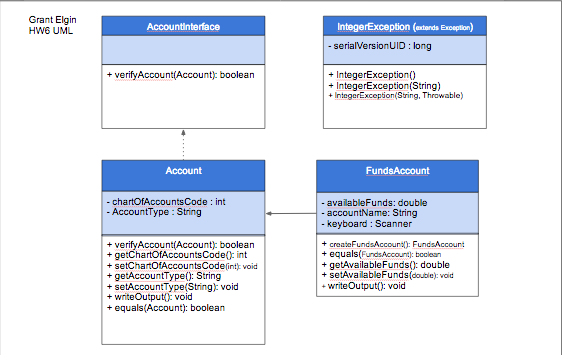 Grant Elgin
HW6 UML
AccountInterface
+ verifyAccount(Account): boolean
IntegerException (extends Exception)
- serialVersionUID : long
+ IntegerException()
+ IntegerException(String)
+ IntegerException(String, Throwable)
Account
- chartOfAccountsCode : int
- AccountType : String
+ verifyAccount(Account): boolean
+ getChartOfAccountsCode(): int
+ setChartOfAccountsCode(int): void
+ getAccountType(): String
+ setAccountType(String): void
+ writeOutput(): void
+ equals(Account): boolean
FundsAccount
- availableFunds: double
- accountName: String
- keyboard : Scanner
+ createFundsAccount(): FundsAccount
+ equals(FundsAccount): boolean
+ getAvailableFunds(): double
+ setAvailableFunds(double): void
+ writeOutput(): void